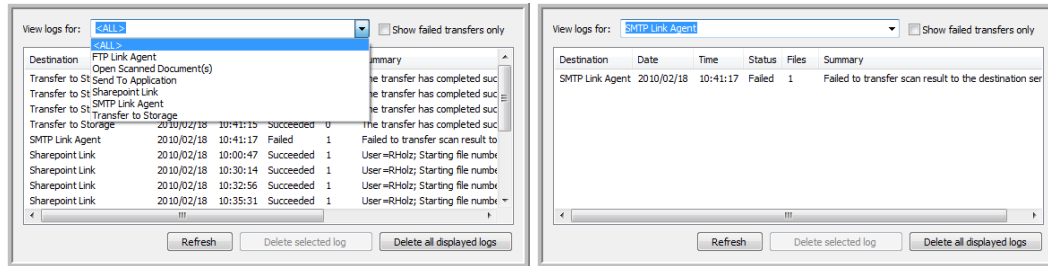 View logs for: <ALL> Show failed transfers only
<ALL>
FTP Link Agent
Open Scanned Document(s)
Send To Application
Sharepoint Link
SMTP Link Agent
Transfer to Storage
Destination ummary
Transfer to St he transfer has completed suc
Transfer to St he transfer has completed suc
Transfer to St he transfer has completed suc
Transfer to Storage 2010/02/18 10:41:15 Succeeded 0 The transfer has completed suc
SMTP Link Agent 2010/02/18 10:41:17 Failed 1 Failed to transfer scan result to
Sharepoint Link 2010/02/18 10:00:47 Succeeded 1 User=RHolz; Starting file numbe
Sharepoint Link 2010/02/18 10:30:14 Succeeded 1 User=RHolz; Starting file numbe
Sharepoint Link 2010/02/18 10:32:56 Succeeded 1 User=RHolz; Starting file numbe
Sharepoint Link 2010/02/18 10:35:31 Succeeded 1 User=RHolz; Starting file numbe
Refresh Delete selected log Delete all displayed logs
View logs for: SMTP Link Agent Show failed transfers only
Destination Date Time Status Files Summary
SMTP Link Agent 2010/02/18 10:41:17 Failed 1 Failed to transfer scan result to the destination ser
Refresh Delete selected log Delete all displayed logs